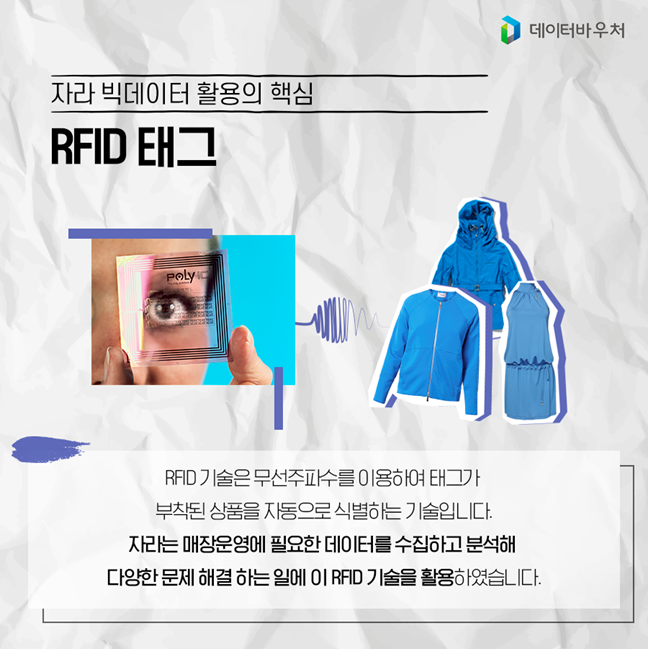 데이터바우처
자라 빅데이터 활용의 핵심
RFID 태그
POLYIC
RFID 기술은 무선주파수를 이용하여 태그가
부착된 상품을 자동으로 식별하는 기술입니다.
자라는 매장운영에 필요한 데이터를 수집하고 분석해
다양한 문제 해결 하는 일에 이 RFID 기술을 활용하였습니다.